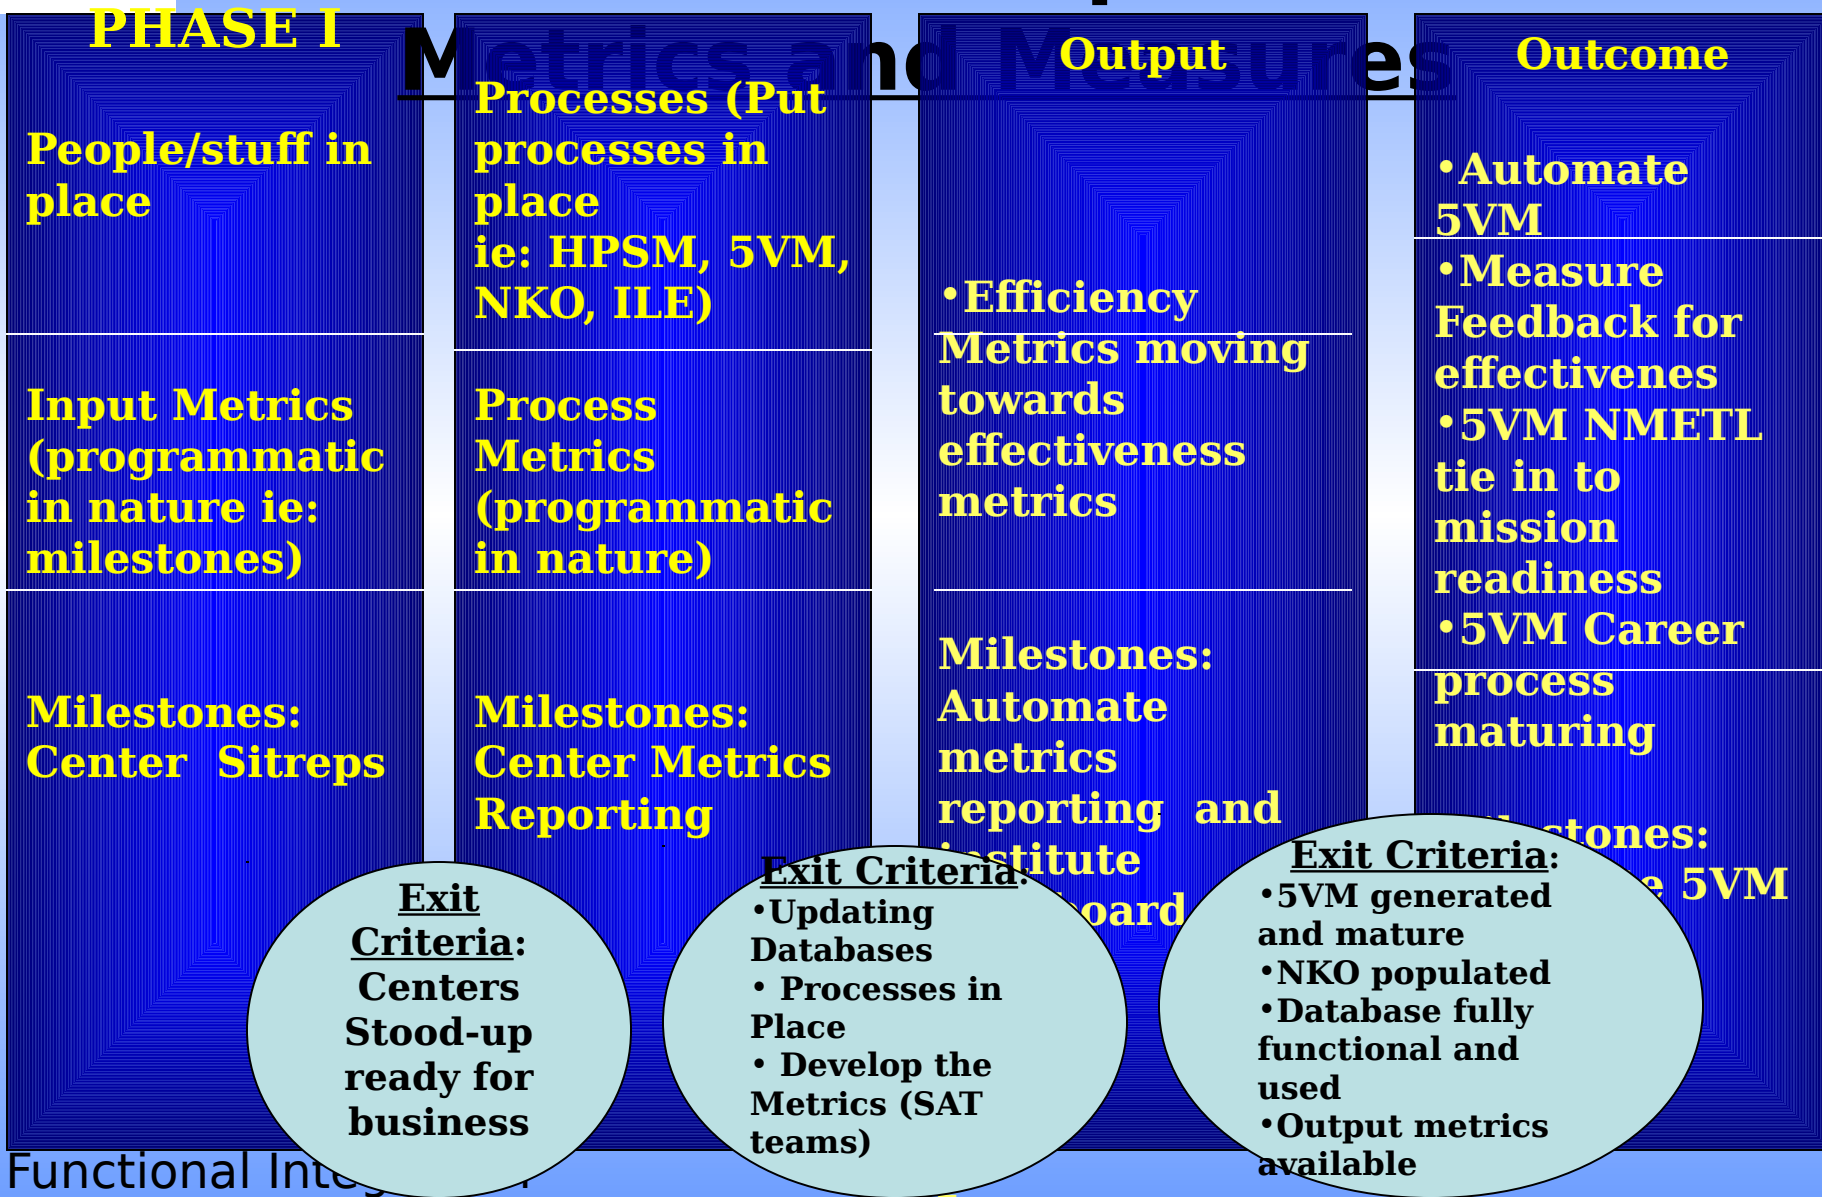 Metrics and Measures
PHASE I
People/stuff in
place
Input Metrics
(programmatic
in nature ie:
milestones)
Milestones:
Center Sitreps
Processes (Put
processes in
place
ie: HPSM, 5VM,
NKO, ILE)
Process
Metrics
(programmatic
in nature)
Milestones:
Center Metrics
Reporting
Output
•Efficiency
Metrics moving
towards
effectiveness
metrics
Milestones:
Automate
metrics
reporting and
institute
Outcome
•Automate
5VM
•Measure
Feedback for
effectivenes
•5VM NMETL
tie in to
mission
readiness
•5VM Career
process
maturing
Milestones:
5VM
Exit
Criteria:
Centers
Stood-up
ready for
business
Exit Criteria:
•Updating
Databases
• Processes in
Place
• Develop the
Metrics (SAT
teams)
Exit Criteria:
•5VM generated
and mature
•NKO populated
•Database fully
functional and
used
•Output metrics
available
Functional Integration